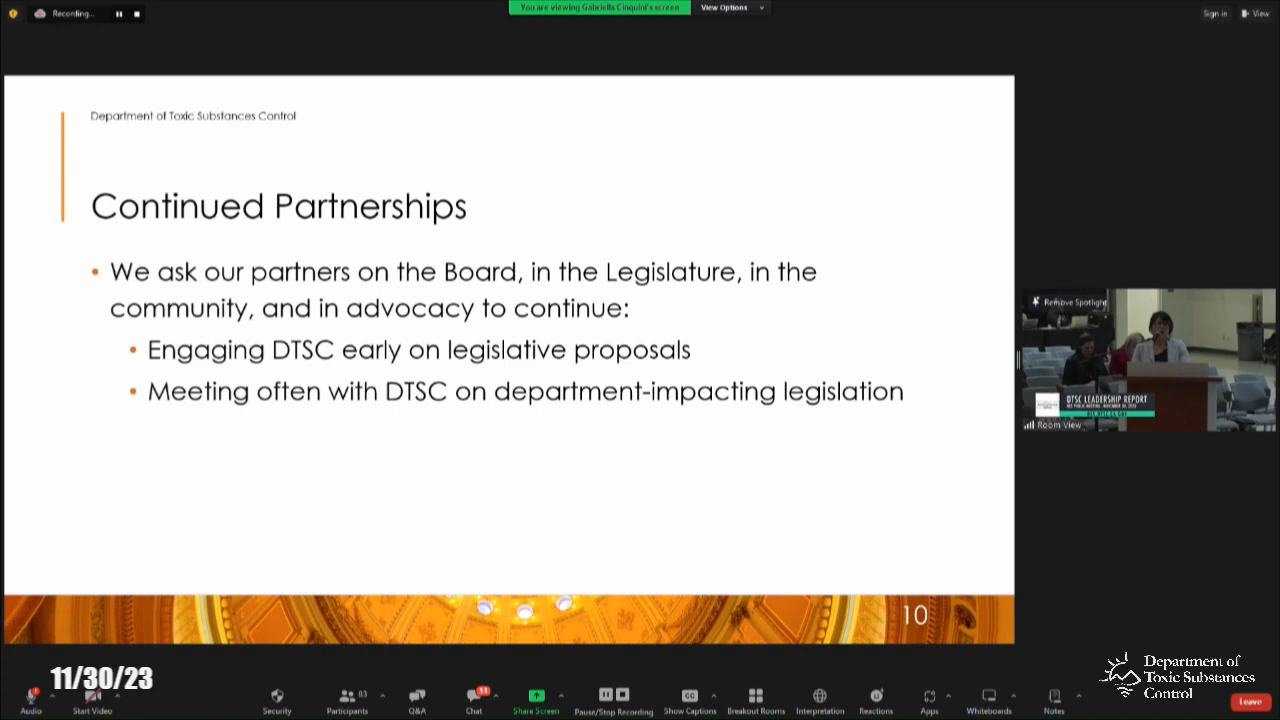 Recording...
You are viewing Gabriella Cinquini's screen
View Options
Sign in
View
Department of Toxic Substances Control
Continued Partnerships
• We ask our partners on the Board, in the Legislature, in the
community, and in advocacy to continue:
• Engaging DTSC early on legislative proposals
• Meeting often with DTSC on department-impacting legislation
10
Remove Spotlight
DTSC LEADERSHIP REPORT
Room View
11/30/23
Department of
Toxic Substances
Control
Audio
Start Video
Security
Participants
83
Q&A
Chat
Share Screen
Pause/Stop Recording
CC
Show Captions
Breakout Rooms
Interpretation
Reactions
Apps
Whiteboards
Notes
Leave